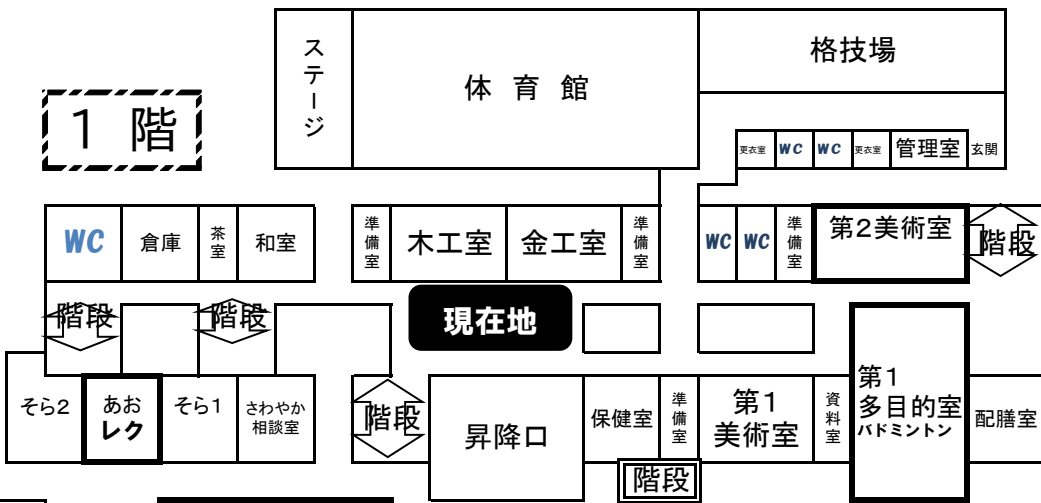 ステージ
体育館
格技場
1階
更衣室
WC
WC
更衣室
管理室
玄関
WC
倉庫
茶室
和室
準備室
木工室
金工室
準備室
WC
WC
準備室
第2美術室
階段
階段
階段
現在地
そら2
あお
レク
そら1
さわやか
相談室
階段
昇降口
保健室
準備室
第1
美術室
資料室
第1
多目的室
バドミントン
配膳室
階段